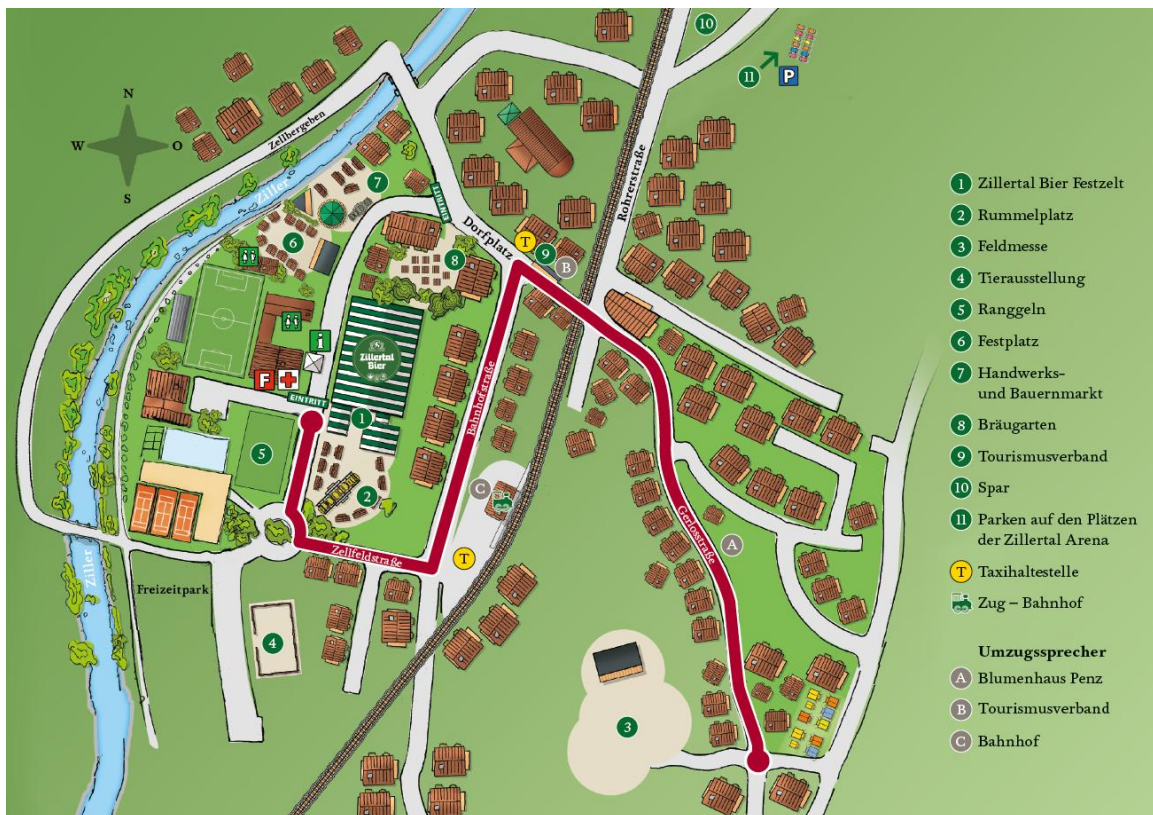 10
11
P
N
W
O
S
Zellbergeben
Ziller
7
EINTRITT
Dorfplatz
T
9
B
Rohrerstraße
6
8
i
Zillertal
Bier
F
EINTRITT
1
Bahnhofstraße
5
2
C
Gerlosstraße
A
Zellfeldstraße
T
Ziller
Freizeitpark
4
3
1 Zillertal Bier Festzelt
2 Rummelplatz
3 Feldmesse
4 Tierausstellung
5 Ranggeln
6 Festplatz
7 Handwerks-
und Bauernmarkt
8 Bräugarten
9 Tourismusverband
10 Spar
11 Parken auf den Plätzen
der Zillertal Arena
T Taxihaltestelle
Zug – Bahnhof
Umzugssprecher
A Blumenhaus Penz
B Tourismusverband
C Bahnhof